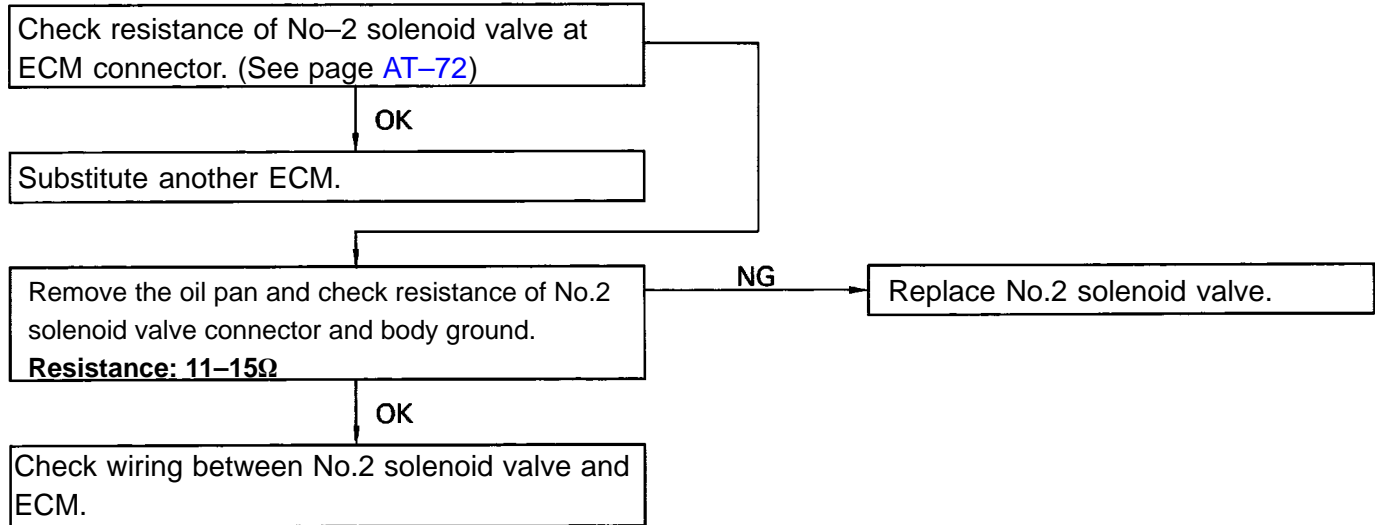 Check resistance of No–2 solenoid valve at
ECM connector. (See page AT–72)
OK
Substitute another ECM.
Remove the oil pan and check resistance of No.2
solenoid valve connector and body ground.
Resistance: 11–15Ω
NG
Replace No.2 solenoid valve.
OK
Check wiring between No.2 solenoid valve and
ECM.